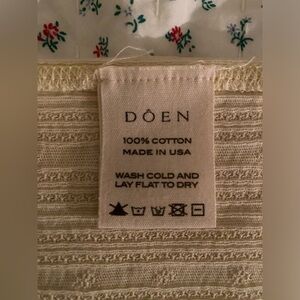 DÔEN
100% COTTON
MADE IN USA
WASH COLD AND
LAY FLAT TO DRY